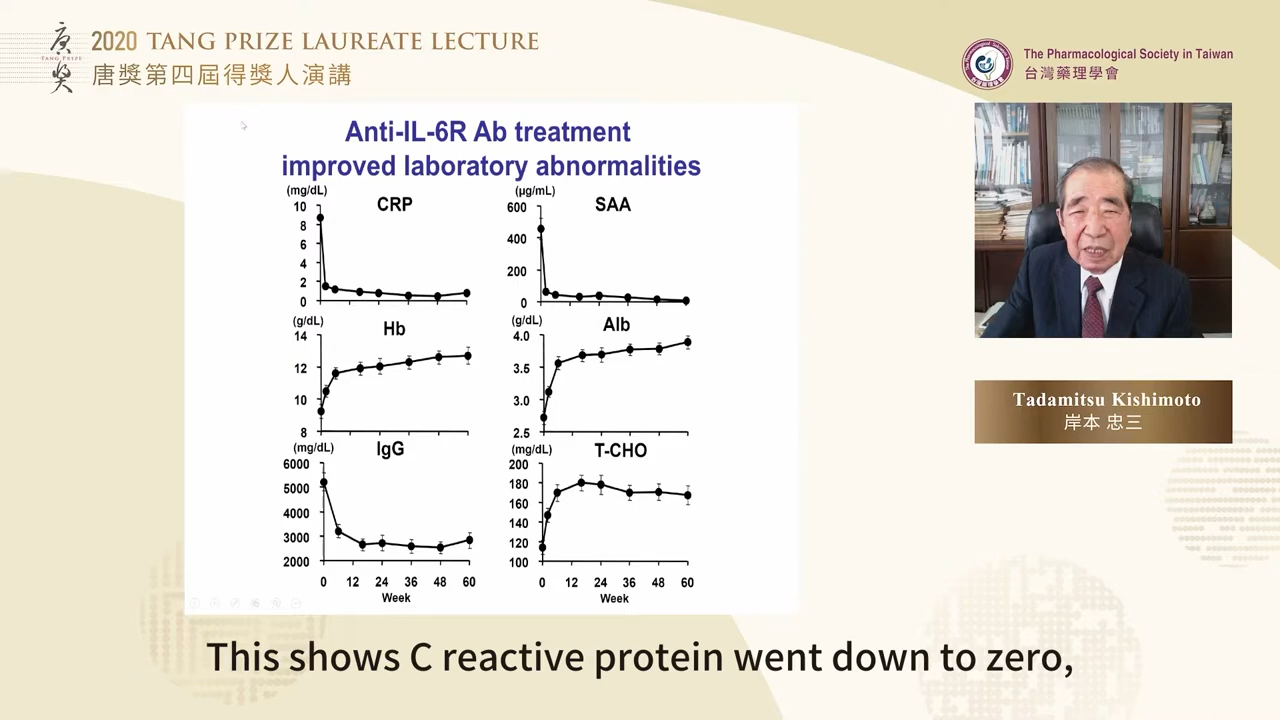 唐獎
TANG PRIZE
2020 TANG PRIZE LAUREATE LECTURE
唐獎第四屆得獎人演講
The Pharmacological Society in Taiwan
台灣藥理學會
Anti-IL-6R Ab treatment
improved laboratory abnormalities
(mg/dL)
CRP
10
8
6
4
2
0
(μg/mL)
SAA
600
400
200
0
(g/dL)
Hb
14
12
10
8
(g/dL)
Alb
4.0
3.5
3.0
2.5
(mg/dL)
IgG
6000
5000
4000
3000
2000
0 12 24 36 48 60
Week
(mg/dL)
T-CHO
200
180
160
140
120
100
0 12 24 36 48 60
Week
Tadamitsu Kishimoto
岸本 忠三
This shows C reactive protein went down to zero,